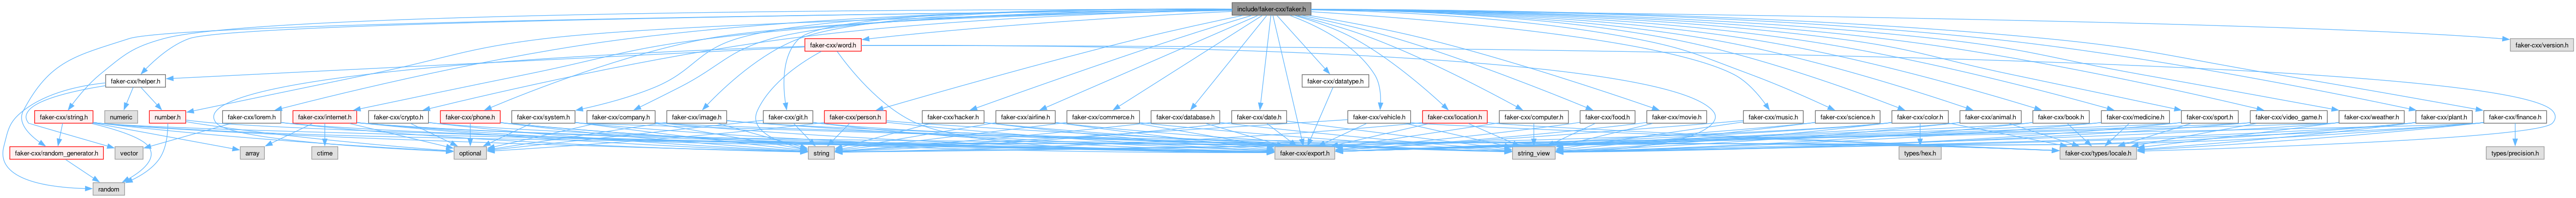 include/faker-cxx/faker.h
faker-cxx/word.h
faker-cxx/version.h
faker-cxx/helper.h
faker-cxx/datatype.h
faker-cxx/string.h
numeric
number.h
faker-cxx/lorem.h
faker-cxx/internet.h
faker-cxx/crypto.h
faker-cxx/phone.h
faker-cxx/system.h
faker-cxx/company.h
faker-cxx/image.h
faker-cxx/git.h
faker-cxx/person.h
faker-cxx/hacker.h
faker-cxx/airline.h
faker-cxx/commerce.h
faker-cxx/database.h
faker-cxx/date.h
faker-cxx/vehicle.h
faker-cxx/location.h
faker-cxx/computer.h
faker-cxx/food.h
faker-cxx/movie.h
faker-cxx/music.h
faker-cxx/science.h
faker-cxx/color.h
faker-cxx/animal.h
faker-cxx/book.h
faker-cxx/medicine.h
faker-cxx/sport.h
faker-cxx/video_game.h
faker-cxx/weather.h
faker-cxx/plant.h
faker-cxx/finance.h
faker-cxx/random_generator.h
vector
array
ctime
optional
string
faker-cxx/export.h
string_view
types/hex.h
faker-cxx/types/locale.h
types/precision.h
random